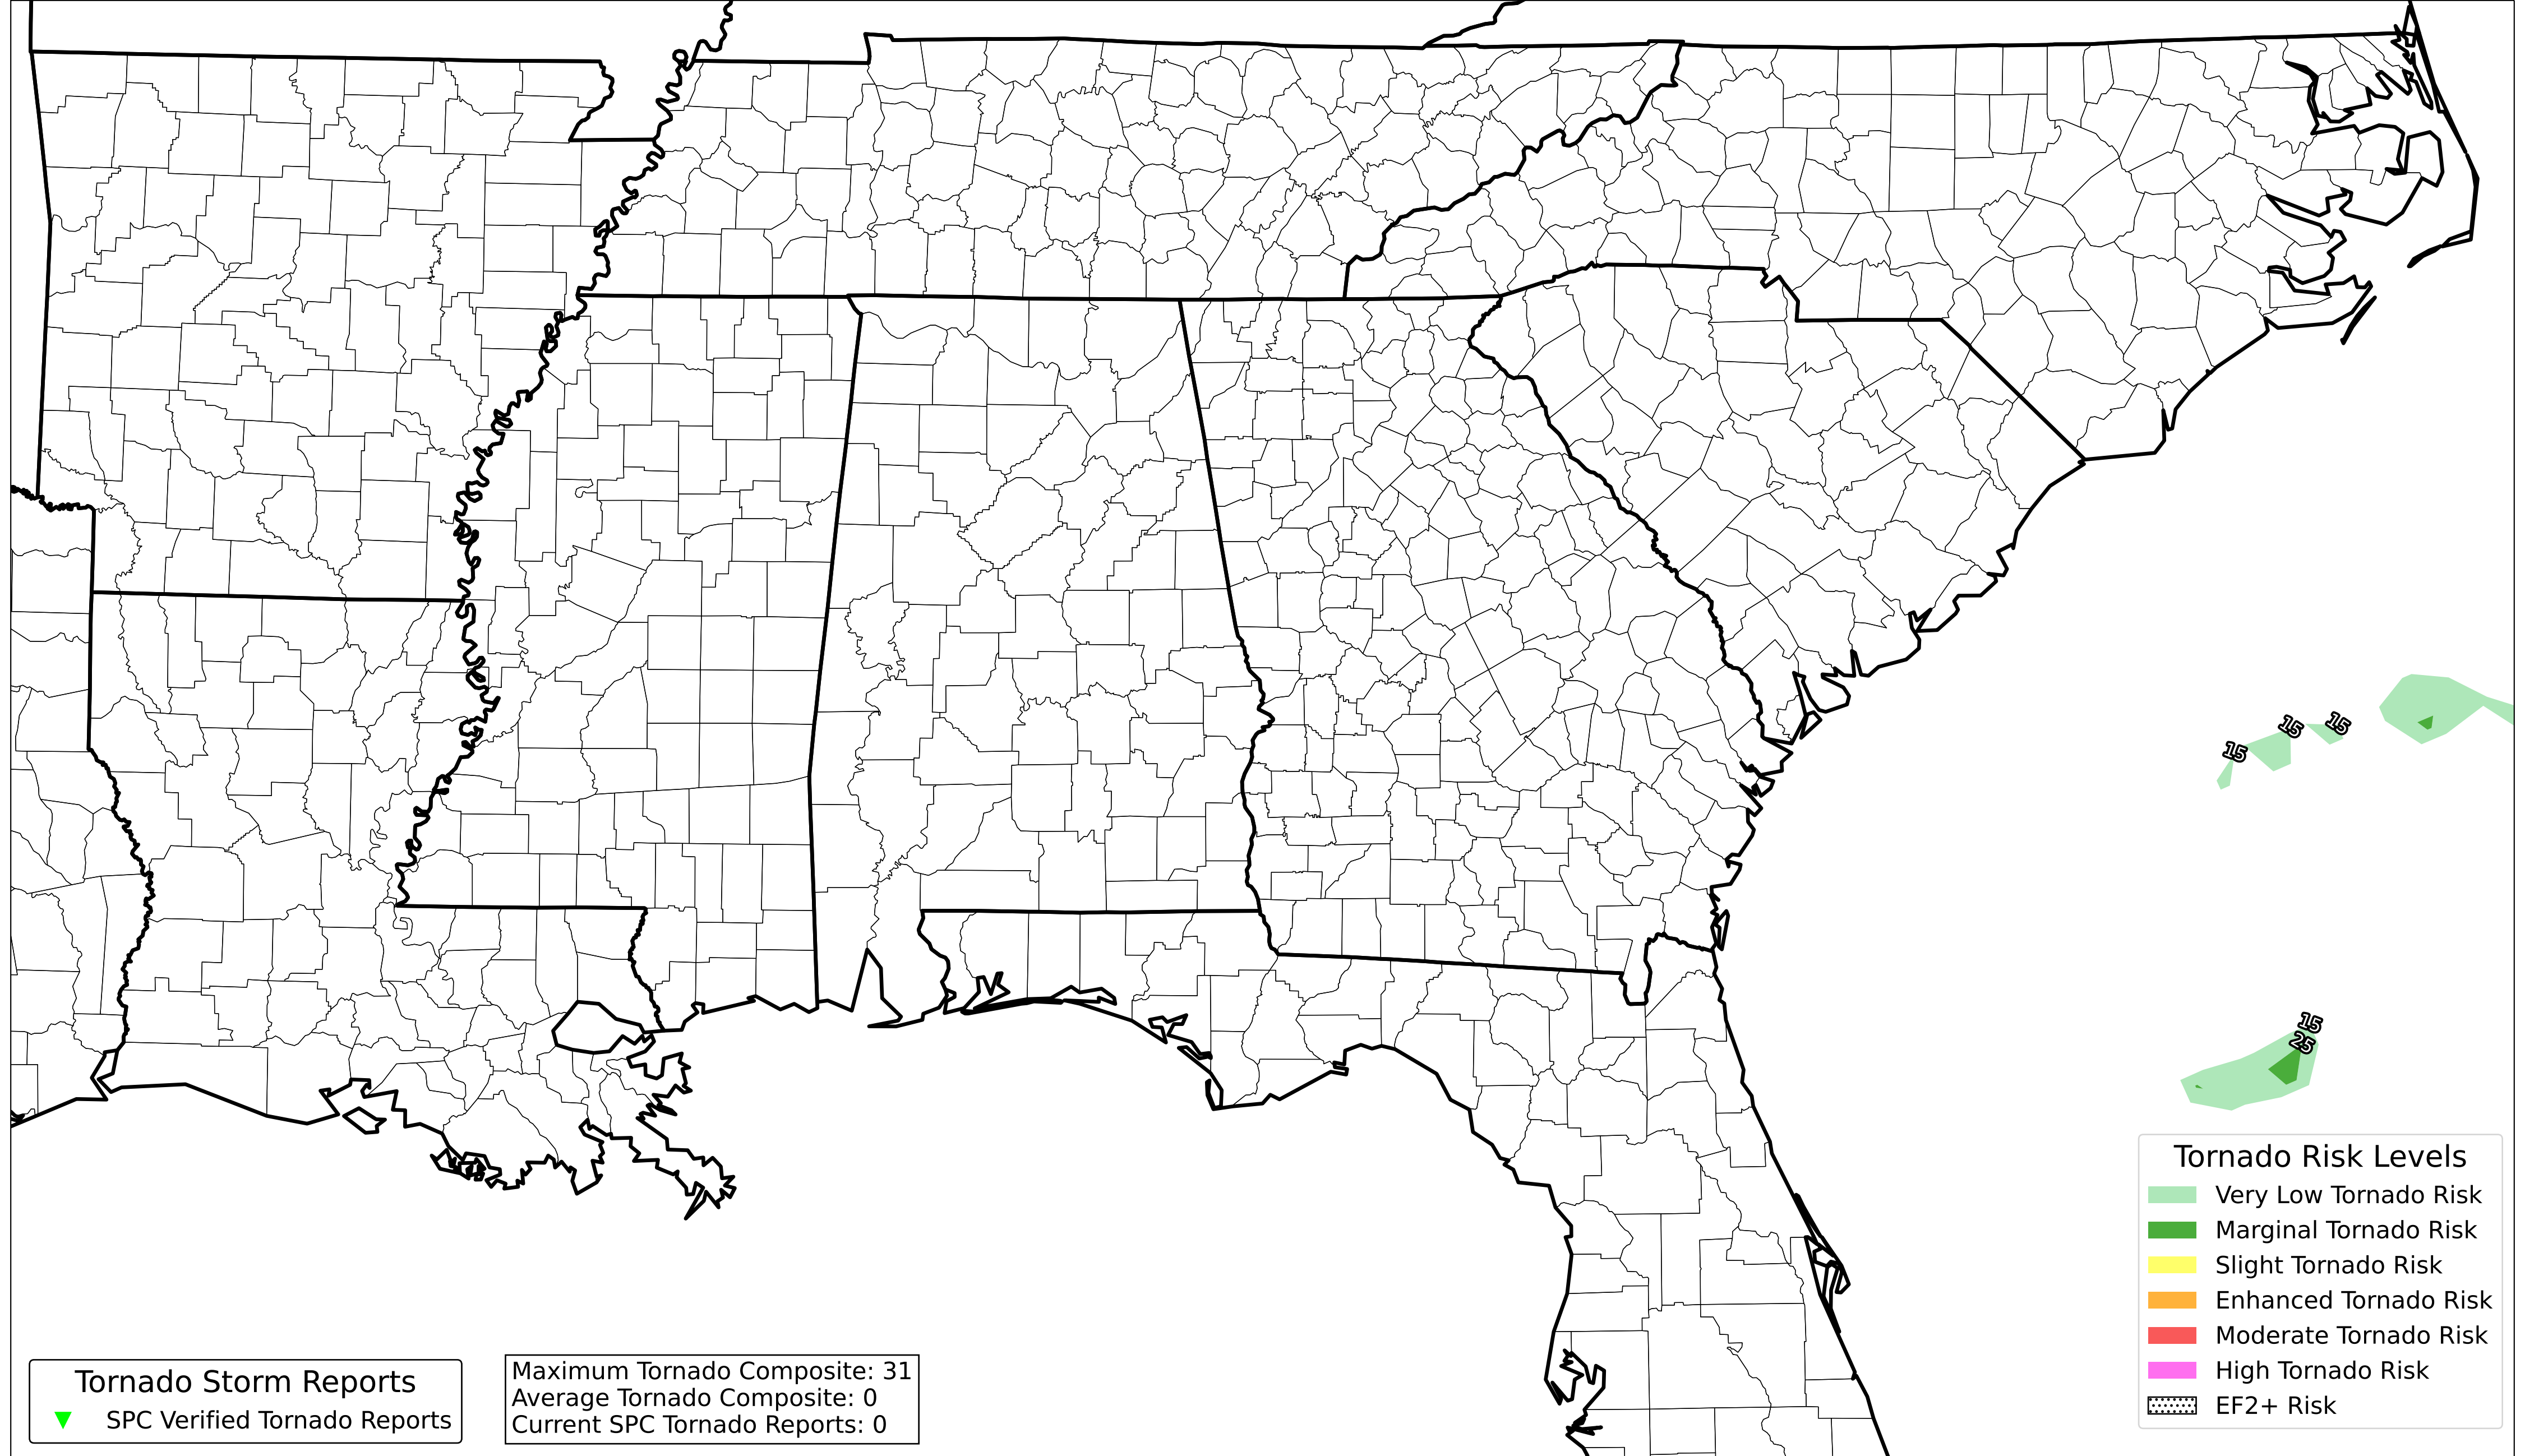 15
15
15
15
25
Tornado Risk Levels
Very Low Tornado Risk
Marginal Tornado Risk
Slight Tornado Risk
Enhanced Tornado Risk
Moderate Tornado Risk
High Tornado Risk
EF2+ Risk
Tornado Storm Reports
SPC Verified Tornado Reports
Maximum Tornado Composite: 31
Average Tornado Composite: 0
Current SPC Tornado Reports: 0